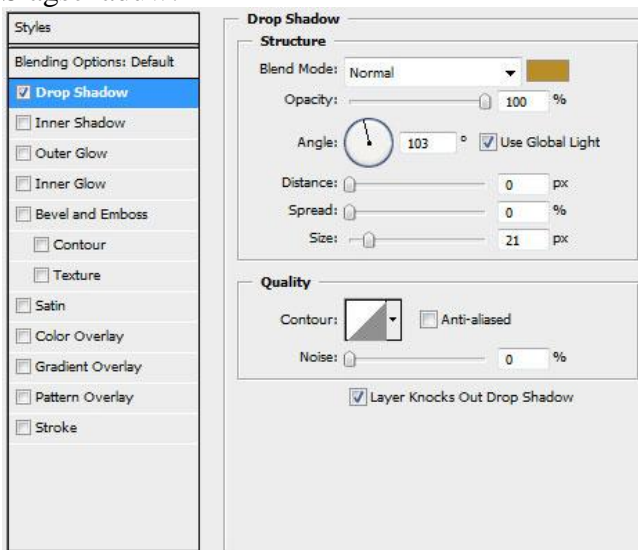 Styles
Blending Options: Default
Drop Shadow
Inner Shadow
Outer Glow
Inner Glow
Bevel and Emboss
Contour
Texture
Satin
Color Overlay
Gradient Overlay
Pattern Overlay
Stroke
Drop Shadow
Structure
Blend Mode: Normal
Opacity: 100 %
Angle: 103 ° Use Global Light
Distance: 0 px
Spread: 0 %
Size: 21 px
Quality
Contour: Anti-aliased
Noise: 0 %
Layer Knocks Out Drop Shadow